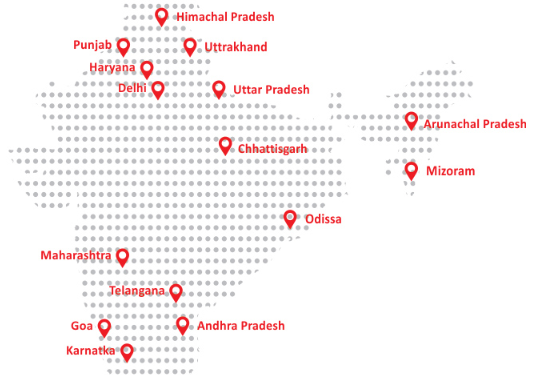 Himachal Pradesh
Punjab
Uttrakhand
Haryana
Delhi
Uttar Pradesh
Arunachal Pradesh
Chhattisgarh
Mizoram
Odissa
Maharashtra
Telangana
Goa
Andhra Pradesh
Karnatka